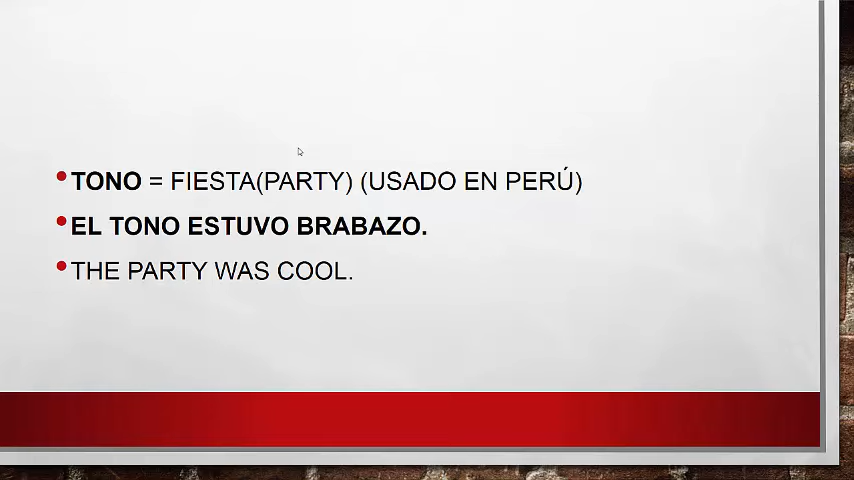 TONO = FIESTA(PARTY) (USADO EN PERÚ)
EL TONO ESTUVO BRABAZO.
THE PARTY WAS COOL.